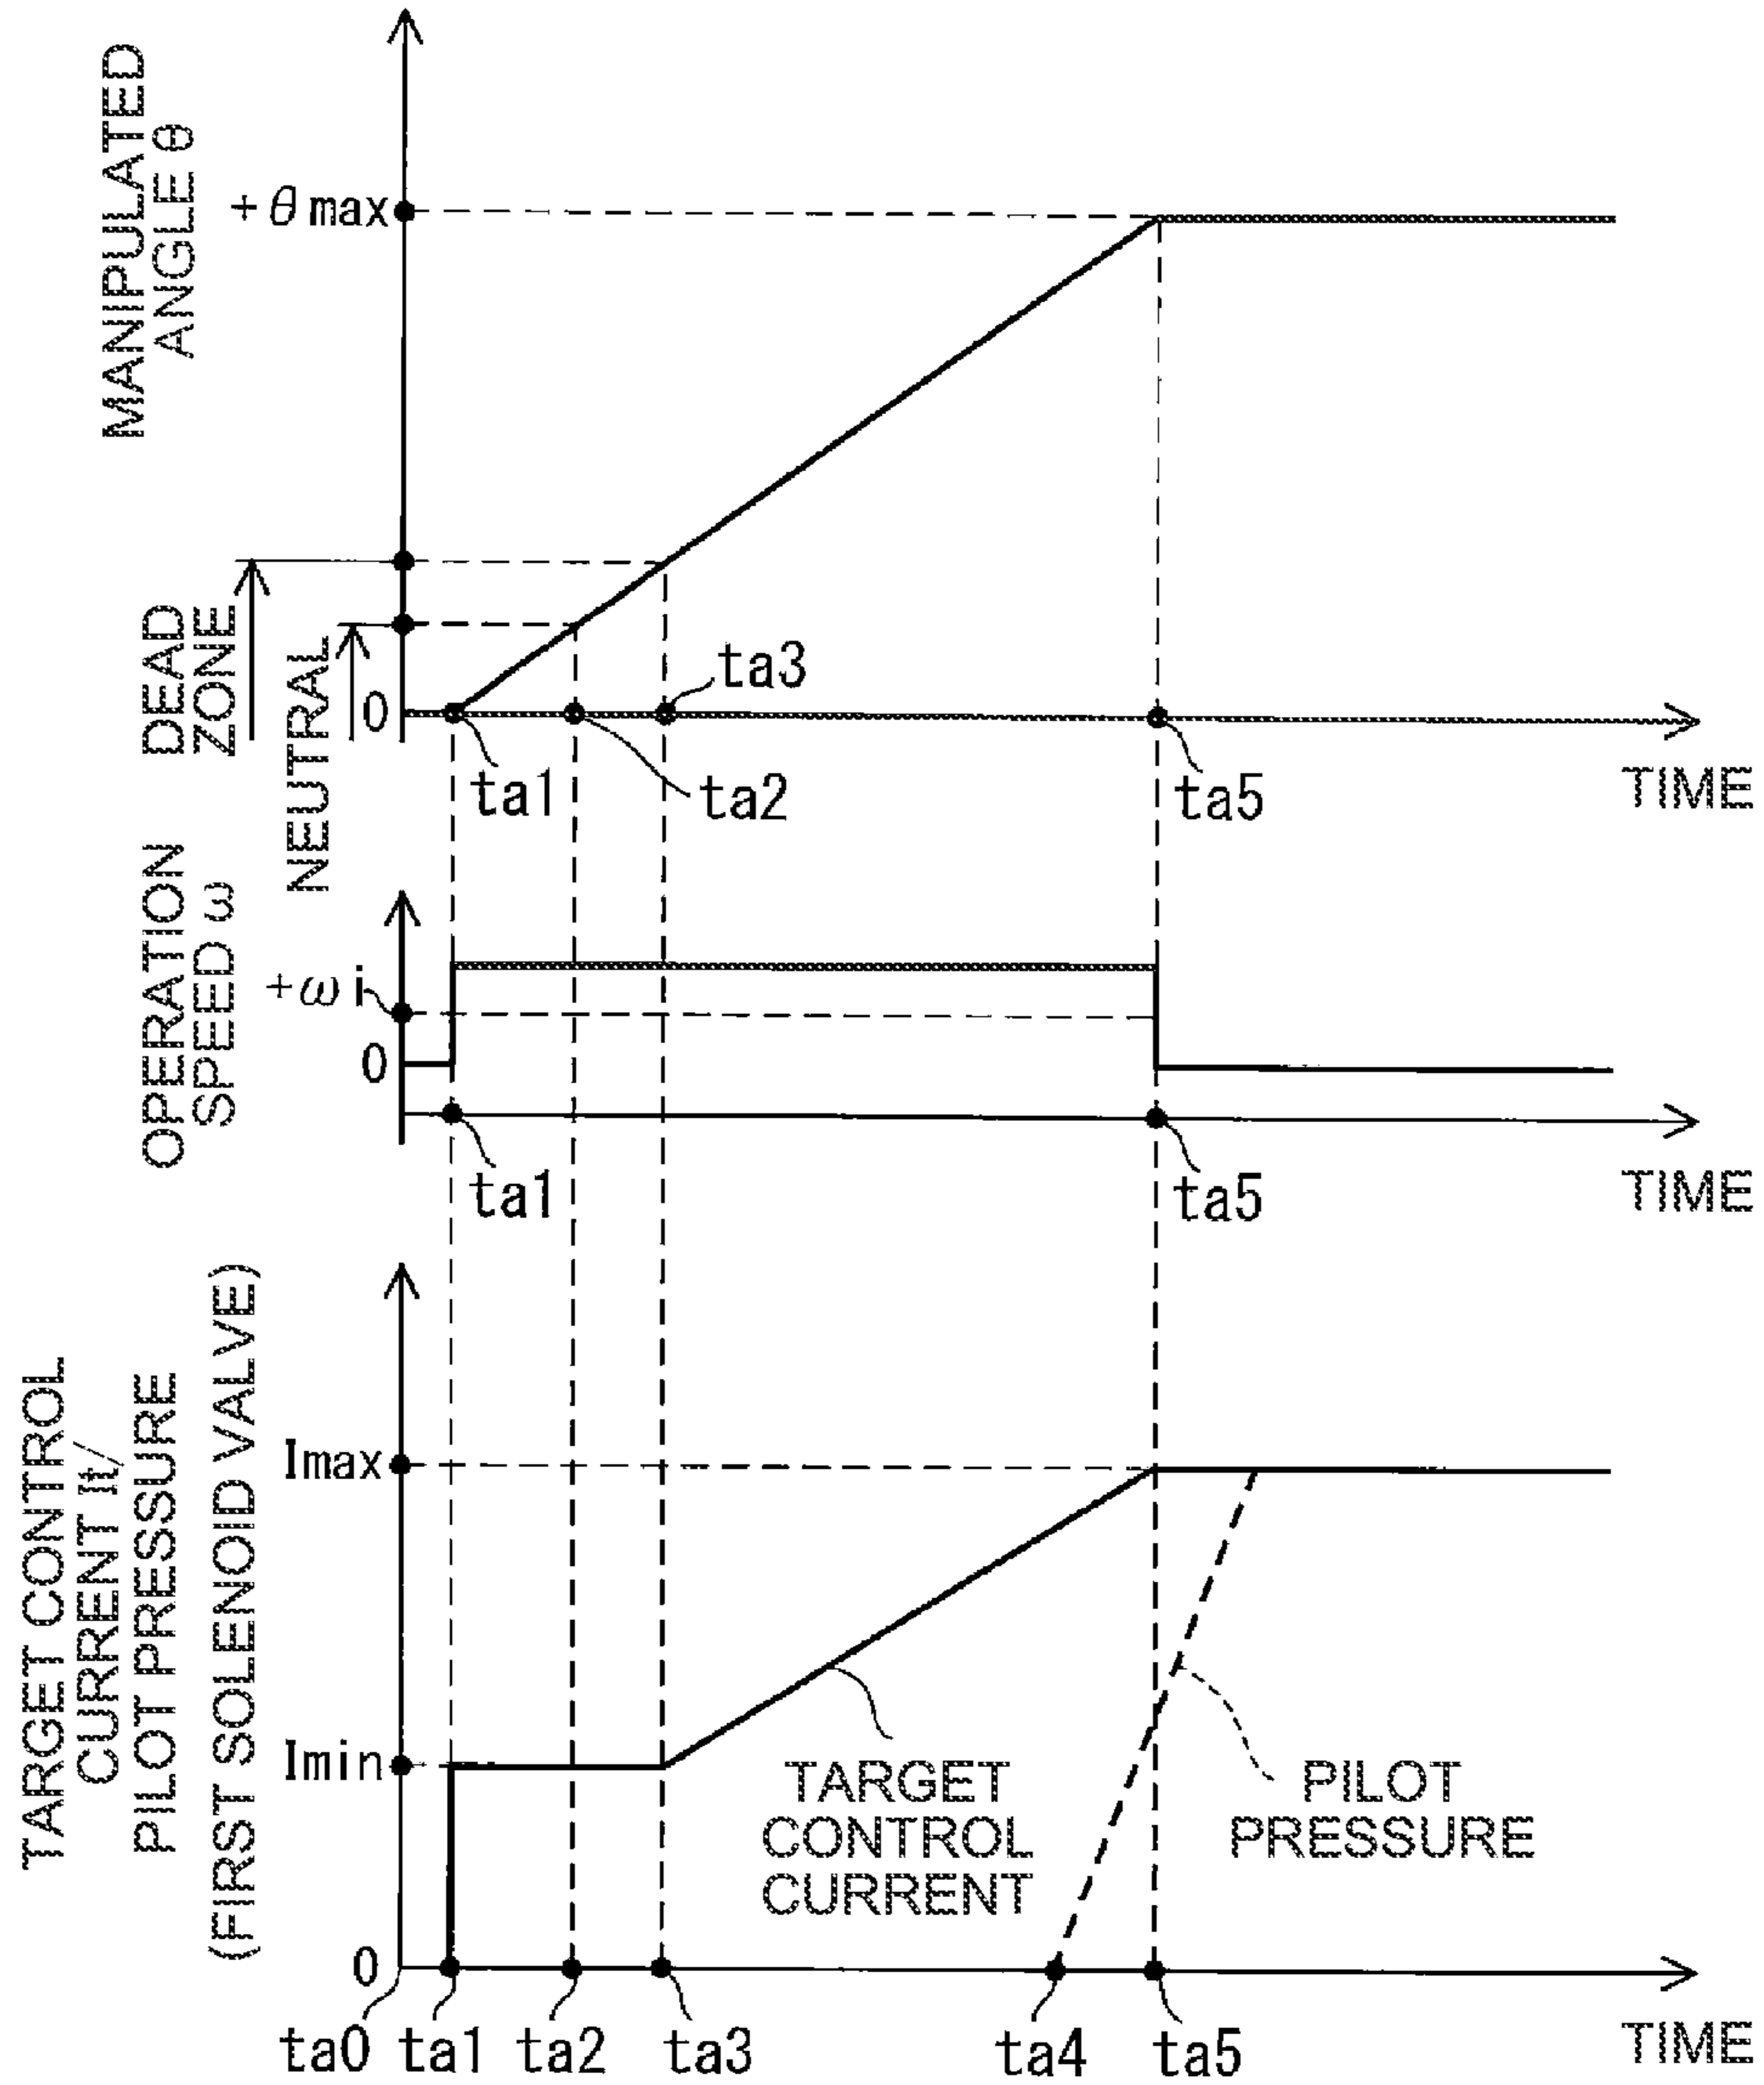 MANIPULATED
ANGLE θ
+θmax
DEAD
ZONE
NEUTRAL
0
ta1
ta2
ta3
ta5
TIME
OPERATION
SPEED ω
+ωi
0
ta1
ta5
TIME
TARGET CONTROL
CURRENT It/
PILOT PRESSURE
(FIRST SOLENOID VALVE)
Imax
Imin
0
TARGET
CONTROL
CURRENT
PILOT
PRESSURE
ta0
ta1
ta2
ta3
ta4
ta5
TIME